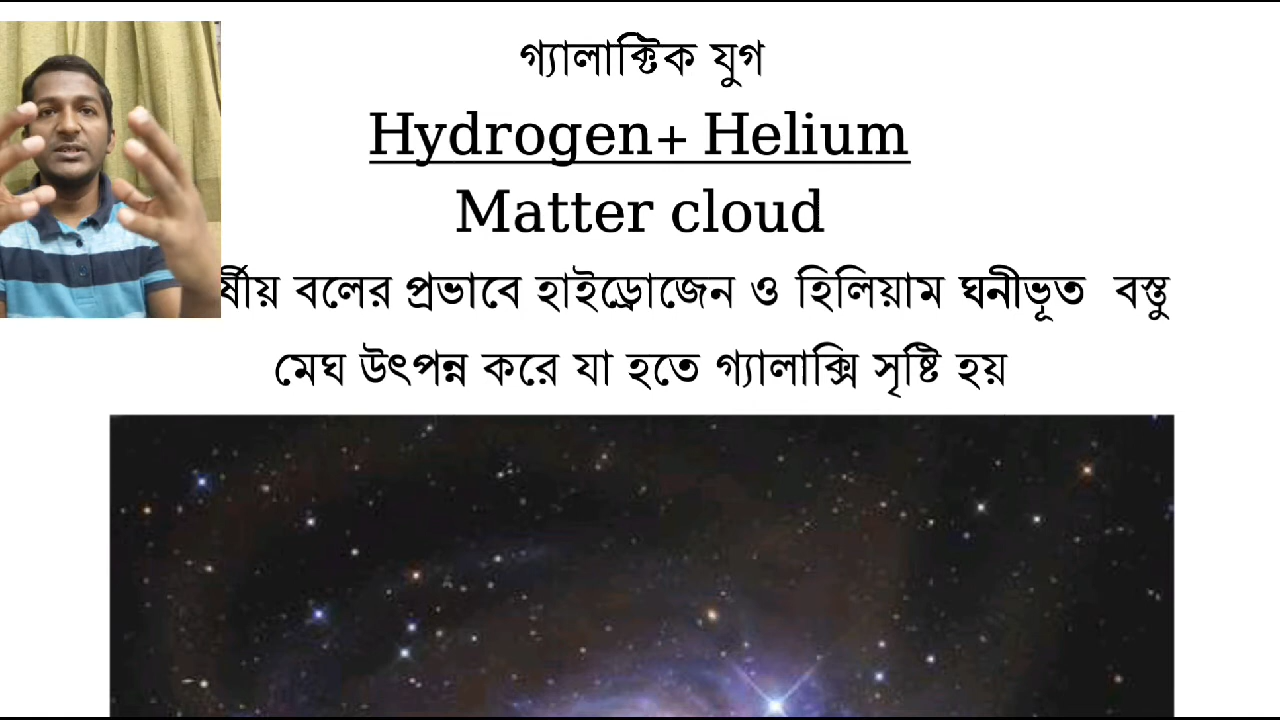 গ্যালাক্টিক যুগ
Hydrogen+ Helium
Matter cloud
বলের প্রভাবে হাইড্রোজেন ও হিলিয়াম ঘনীভূত বস্তু
মেঘ উৎপন্ন করে যা হতে গ্যালাক্সি সৃষ্টি হয়